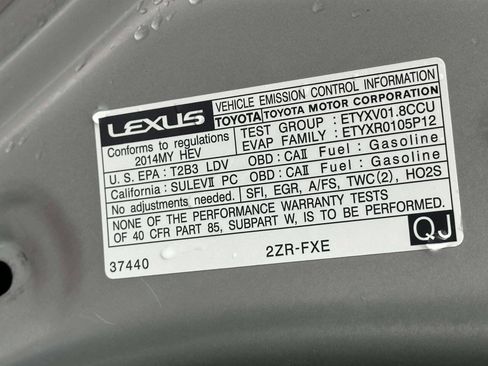 LEXUS
VEHICLE EMISSION CONTROL INFORMATION
TOYOTA TOYOTA MOTOR CORPORATION
Conforms to regulations
2014MY HEV
TEST GROUP : ETYXV01.8CCU
EVAP FAMILY : ETYXR0105P12
U.S. EPA : T2B3 LDV OBD: CAII Fuel: Gasoline
California: SULEVII PC OBD: CAII Fuel: Gasoline
No adjustments needed. SFI, EGR, A/FS, TWC(2), HO2S
NONE OF THE PERFORMANCE WARRANTY TESTS
OF 40 CFR PART 85, SUBPART W, IS TO BE PERFORMED.
37440 2ZR-FXE QJ